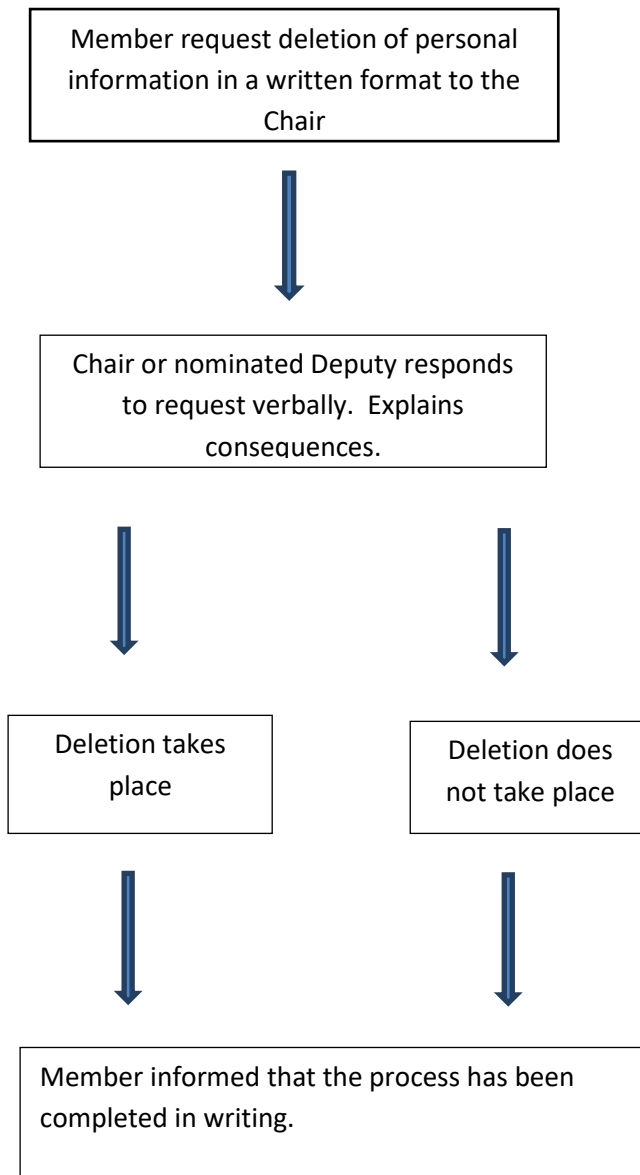 Member request deletion of personal
information in a written format to the
Chair
Chair or nominated Deputy responds
to request verbally.  Explains
consequences.
Deletion takes
place
Deletion does
not take place
Member informed that the process has been
completed in writing.